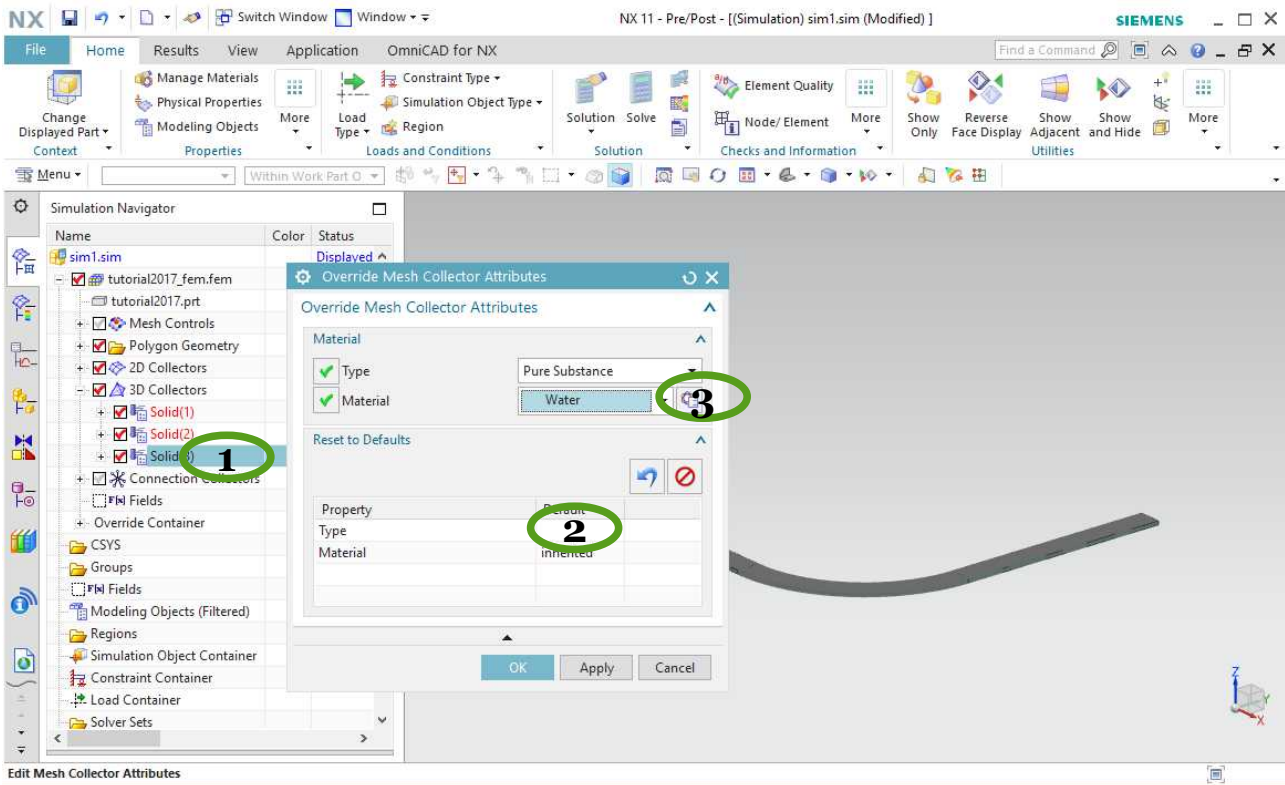 NX Switch Window Window NX 11 - Pre/Post - [(Simulation) sim1.sim (Modified) ] SIEMENS
File Home Results View Application OmniCAD for NX Find a Command
Change Displayed Part
Context
Manage Materials
Physical Properties
Modeling Objects
More
Properties
Load Type
Constraint Type
Simulation Object Type
Region
Loads and Conditions
Solution Solve
Solution
Element Quality
Node/ Element
More
Checks and Information
Show Only
Reverse Face Display
Show Adjacent
Show and Hide
More
Utilities
Menu Within Work Part O
Simulation Navigator
Name Color Status
sim1.sim Displayed
tutorial2017_fem.fem
tutorial2017.prt
Mesh Controls
Polygon Geometry
2D Collectors
3D Collectors
Solid(1)
Solid(2)
Solid 1
Connection Collectors
Fields
Override Container
CSYS
Groups
Fields
Modeling Objects (Filtered)
Regions
Simulation Object Container
Constraint Container
Load Container
Solver Sets
Override Mesh Collector Attributes
Override Mesh Collector Attributes
Material
Type Pure Substance
Material Water 3
Reset to Defaults
Property Default
Type 2
Material inherited
OK Apply Cancel
Z
Y
X
Edit Mesh Collector Attributes